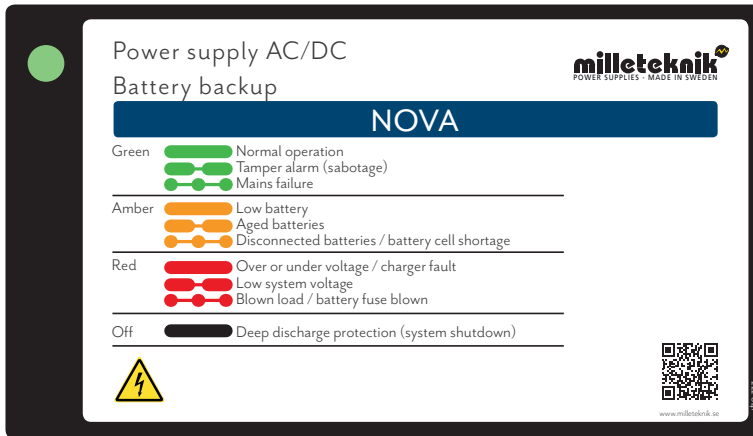 Power supply AC/DC
Battery backup
milleteknik
POWER SUPPLIES - MADE IN SWEDEN
NOVA
Green Normal operation
Tamper alarm (sabotage)
Mains failure
Amber Low battery
Aged batteries
Disconnected batteries / battery cell shortage
Red Over or under voltage / charger fault
Low system voltage
Blown load / battery fuse blown
Off Deep discharge protection (system shutdown)
www.milleteknik.se